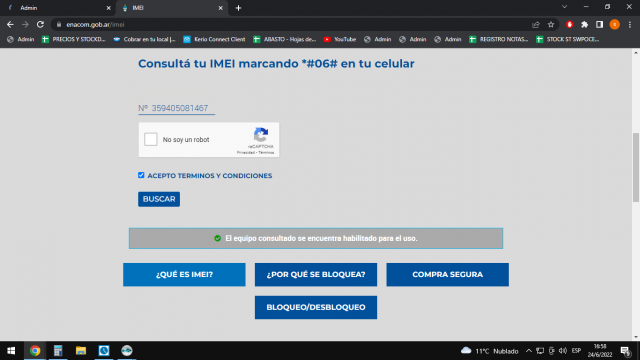 Admin
IMEI
enacom.gob.ar/imei
Admin
PRECIOS Y STOCKD...
Cobrar en tu local |...
Kerio Connect Client
ABASTO - Hojas de...
YouTube
Admin
Admin
Admin
REGISTRO NOTAS...
STOCK ST SWPOCE...
Consultá tu IMEI marcando *#06# en tu celular
Nº 359405081467
No soy un robot
reCAPTCHA
Privacidad - Términos
ACEPTO TERMINOS Y CONDICIONES
BUSCAR
El equipo consultado se encuentra habilitado para el uso.
¿QUÉ ES IMEI?
¿POR QUÉ SE BLOQUEA?
COMPRA SEGURA
BLOQUEO/DESBLOQUEO
11°C Nublado
ESP
16:58
24/6/2022